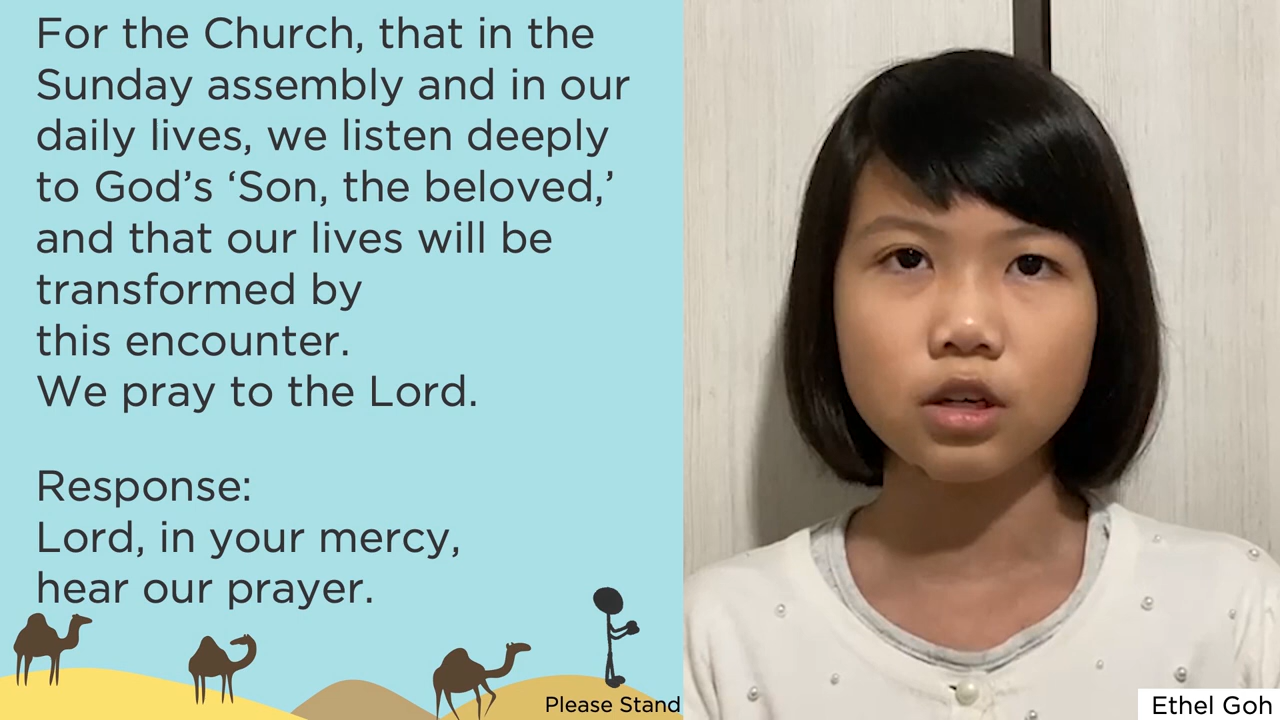 For the Church, that in the
Sunday assembly and in our
daily lives, we listen deeply
to God’s ‘Son, the beloved,’
and that our lives will be
transformed by
this encounter.
We pray to the Lord.
Response:
Lord, in your mercy,
hear our prayer.
Please Stand
Ethel Goh